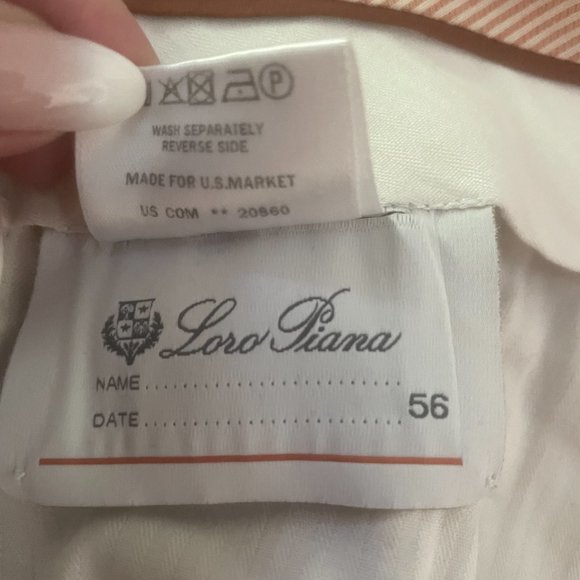 P
WASH SEPARATELY
REVERSE SIDE
MADE FOR U.S.MARKET
US COM ** 20860
Loro Piana
NAME..............................
DATE.............................. 56